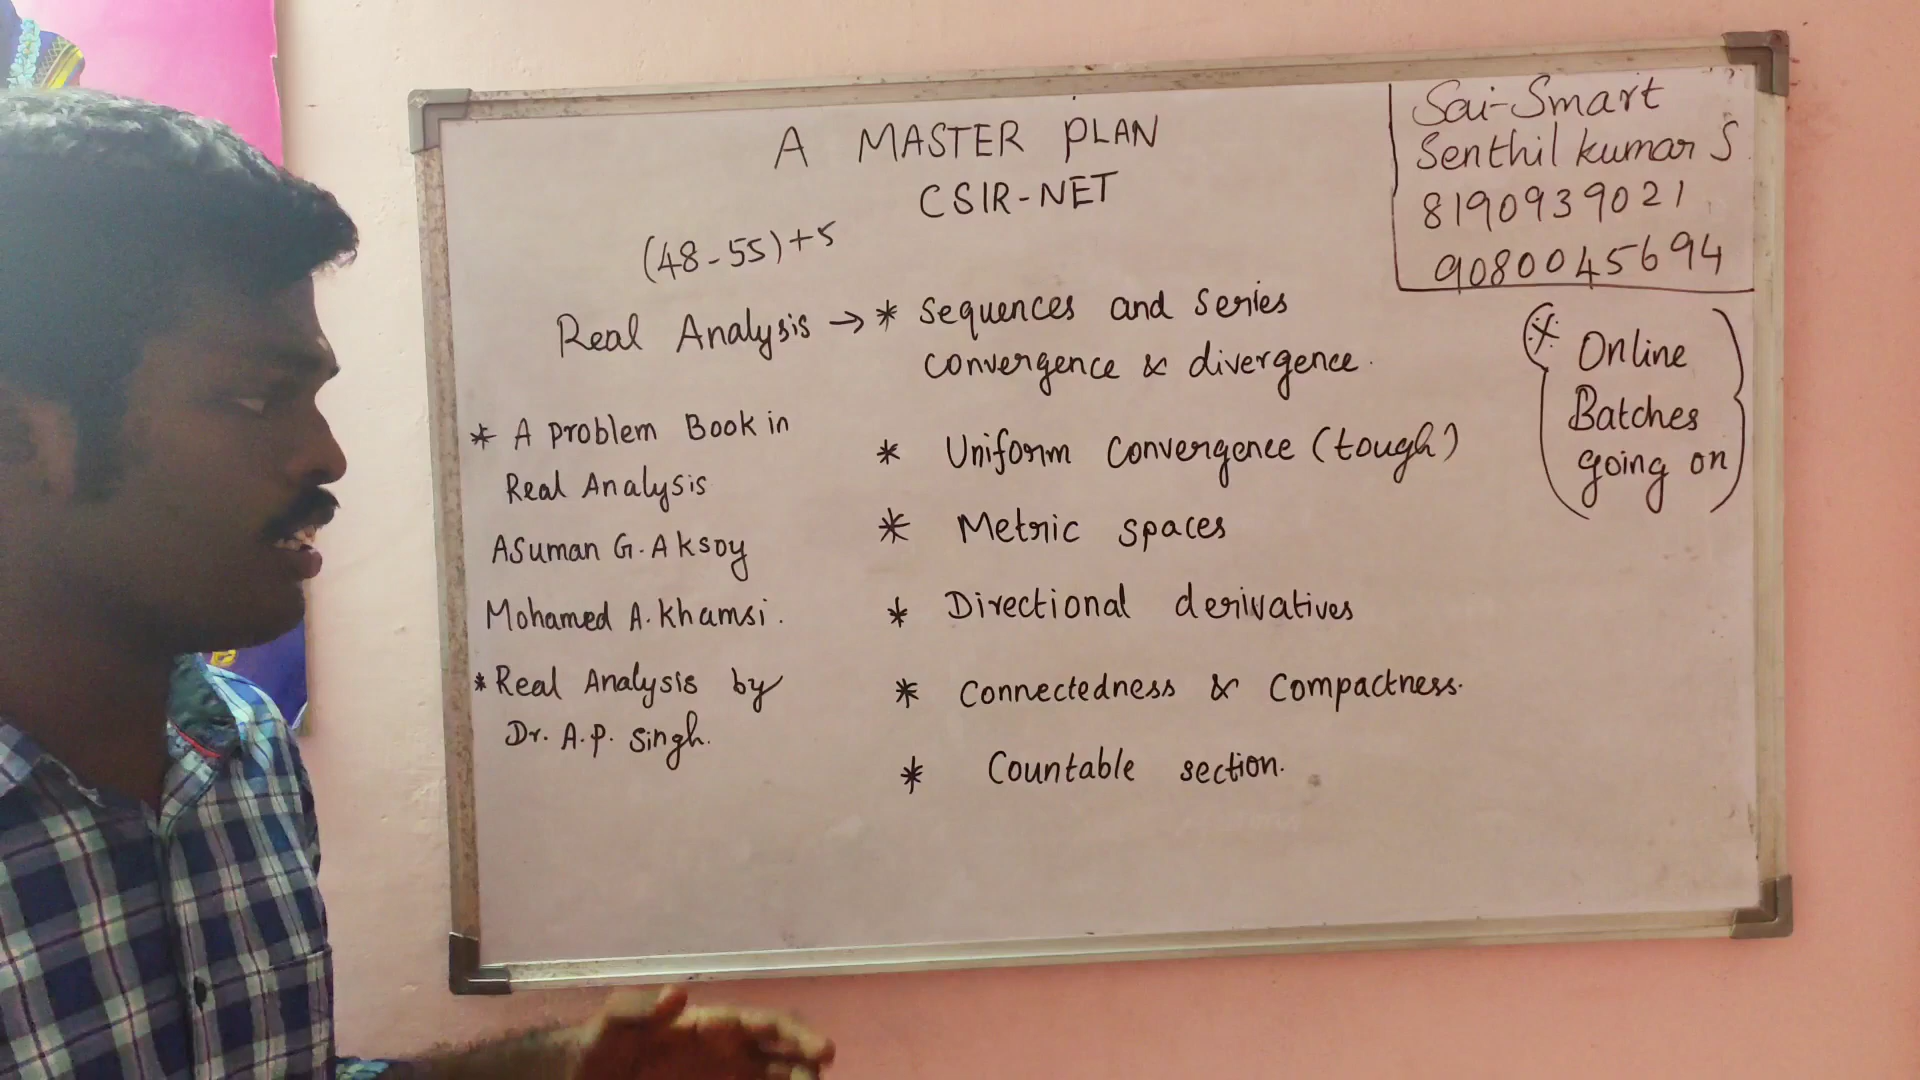 A MASTER PLAN
CSIR-NET
(48-55)+5
Real Analysis → * Sequences and series
convergence & divergence.
* Uniform Convergence (tough)
* Metric spaces
* Directional derivatives
* Connectedness & Compactness.
* Countable section.
* A problem Book in
Real Analysis
Asuman G. Aksoy
Mohamed A. Khamsi.
* Real Analysis by
Dr. A.P. Singh.
Sai-Smart
Senthil kumar S
8190939021
9080045694
* Online
Batches
going on